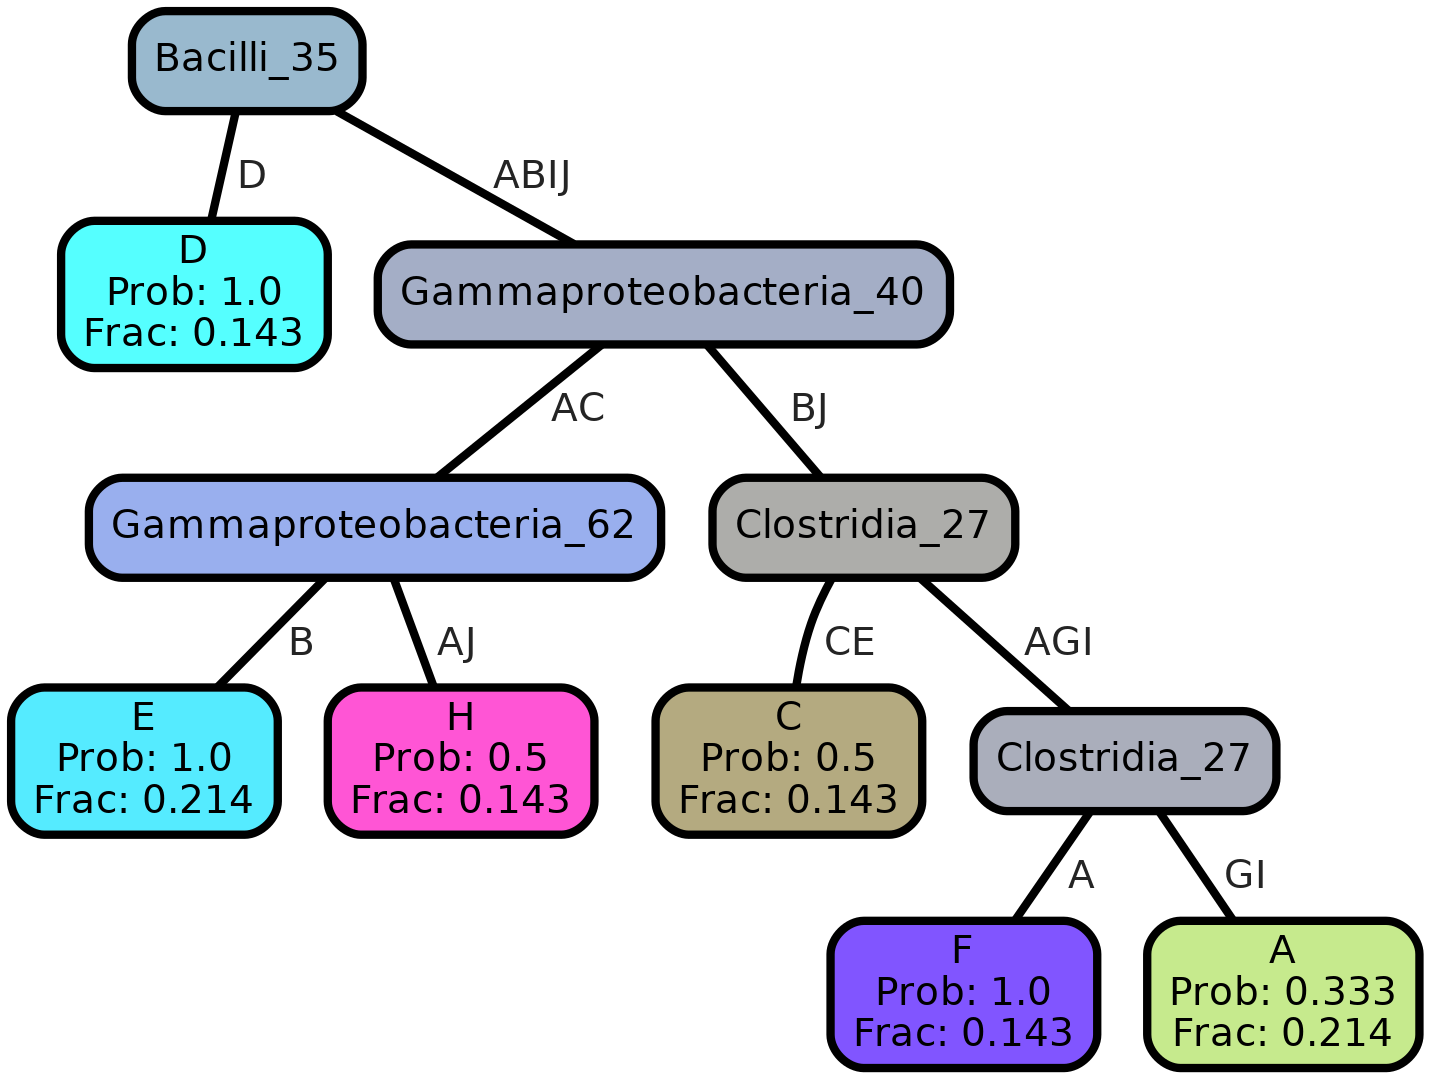 Bacilli_35
D
ABIJ
D
Prob: 1.0
Frac: 0.143
Gammaproteobacteria_40
AC
BJ
Gammaproteobacteria_62
Clostridia_27
B
AJ
CE
AGI
E
Prob: 1.0
Frac: 0.214
H
Prob: 0.5
Frac: 0.143
C
Prob: 0.5
Frac: 0.143
Clostridia_27
A
GI
F
Prob: 1.0
Frac: 0.143
A
Prob: 0.333
Frac: 0.214